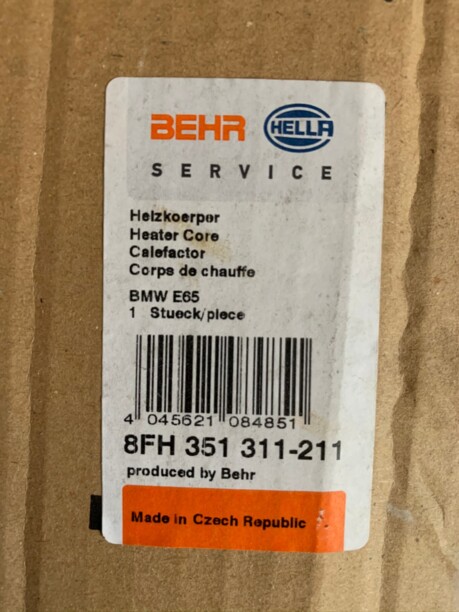 BEHR HELLA
SERVICE
Heizkoerper
Heater Core
Calefactor
Corps de chauffe
BMW E65
1 Stueck/piece
4 045621 084851
8FH 351 311-211
produced by Behr
Made in Czech Republic